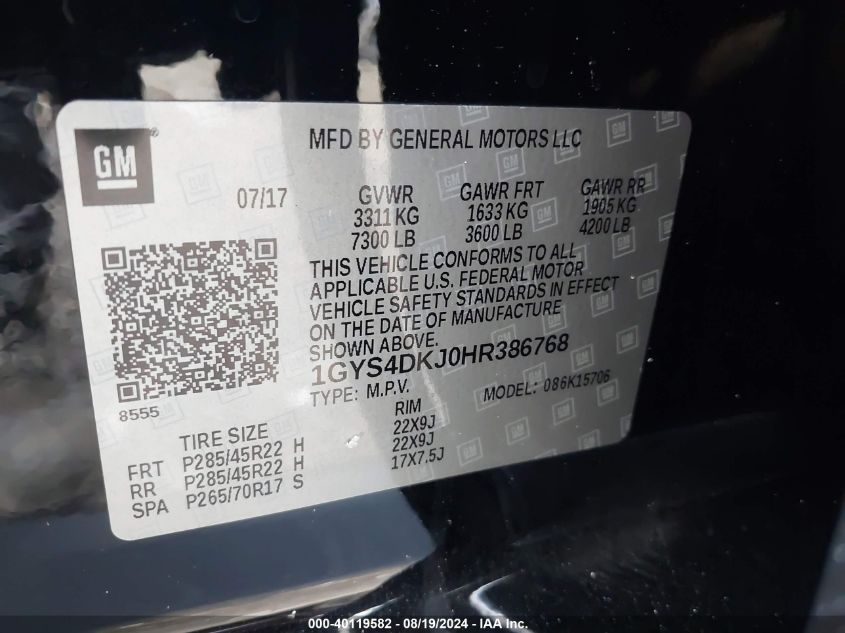 GM ®
MFD BY GENERAL MOTORS LLC
07/17
GVWR GAWR FRT GAWR RR
3311 KG 1633 KG 1905 KG
7300 LB 3600 LB 4200 LB
THIS VEHICLE CONFORMS TO ALL
APPLICABLE U.S. FEDERAL MOTOR
VEHICLE SAFETY STANDARDS IN EFFECT
ON THE DATE OF MANUFACTURE
SHOWN ABOVE.
1GYS4DKJ0HR386768
TYPE: M.P.V. MODEL: 086K15706
8555
TIRE SIZE RIM
FRT P285/45R22 H 22X9J
RR P285/45R22 H 22X9J
SPA P265/70R17 S 17X7.5J
000-40119582 - 08/19/2024 - IAA, Inc.